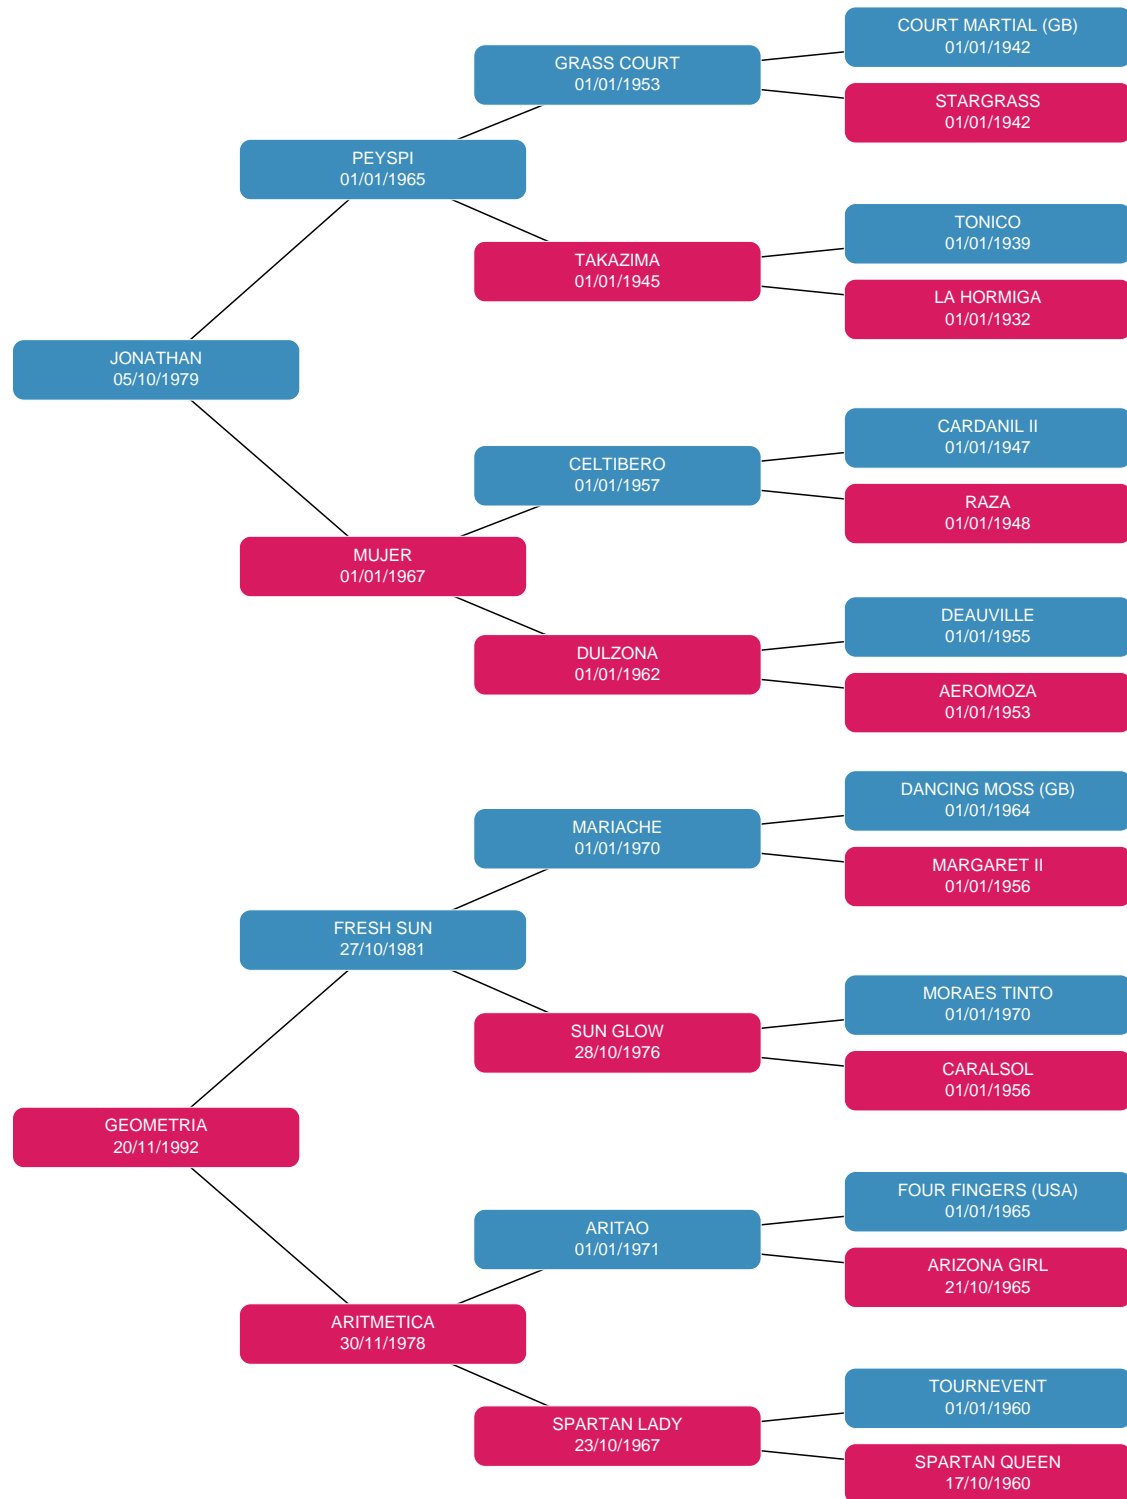 COURT MARTIAL (GB)
01/01/1942
GRASS COURT
01/01/1953
STARGRASS
01/01/1942
PEYSPI
01/01/1965
TONICO
01/01/1939
TAKAZIMA
01/01/1945
LA HORMIGA
01/01/1932
JONATHAN
05/10/1979
CARDANIL II
01/01/1947
CELTIBERO
01/01/1957
RAZA
01/01/1948
MUJER
01/01/1967
DEAUVILLE
01/01/1955
DULZONA
01/01/1962
AEROMOZA
01/01/1953
DANCING MOSS (GB)
01/01/1964
MARIACHE
01/01/1970
MARGARET II
01/01/1956
FRESH SUN
27/10/1981
MORAES TINTO
01/01/1970
SUN GLOW
28/10/1976
CARALSOL
01/01/1956
GEOMETRIA
20/11/1992
FOUR FINGERS (USA)
01/01/1965
ARITAO
01/01/1971
ARIZONA GIRL
21/10/1965
ARITMETICA
30/11/1978
TOURNEVENT
01/01/1960
SPARTAN LADY
23/10/1967
SPARTAN QUEEN
17/10/1960